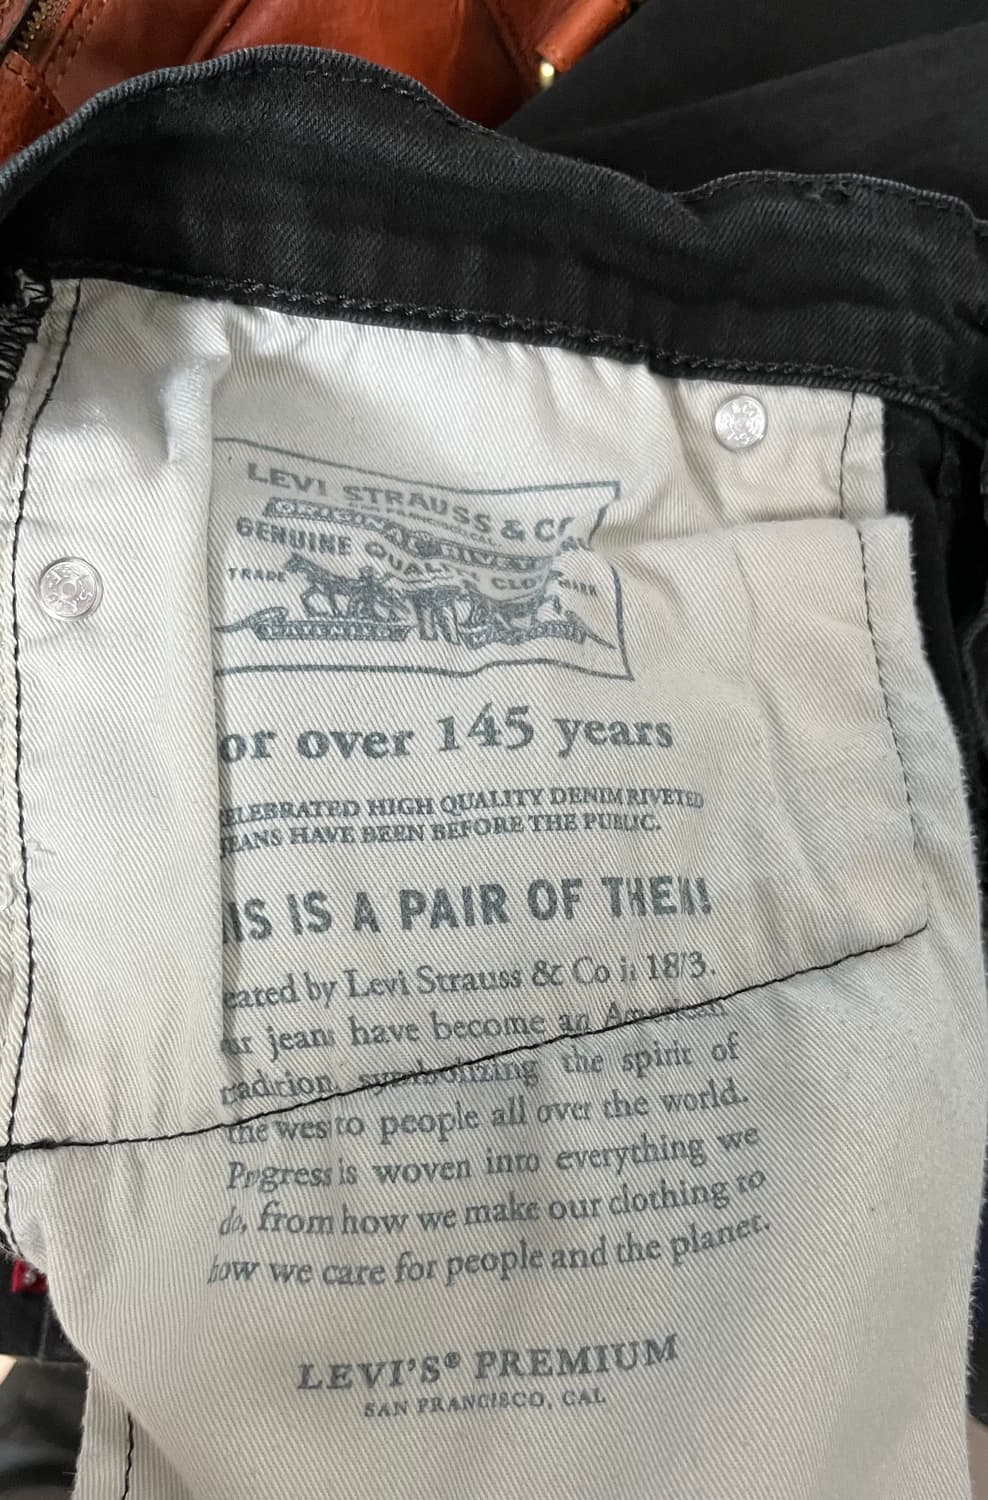 LEVI STRAUSS & CO
GENUINE QUALITY CLOT
TRADE MARK
or over 145 years
ELEBRATED HIGH QUALITY DENIM RIVETED
JEANS HAVE BEEN BEFORE THE PUBLIC.
IS IS A PAIR OF THEM!
eated by Levi Strauss & Co in 1873.
ur jeans have become an American
tradition, symbolizing the spirit of
the west to people all over the world.
Progress is woven into everything we
do, from how we make our clothing to
how we care for people and the planet.
LEVI'S® PREMIUM
SAN FRANCISCO, CAL